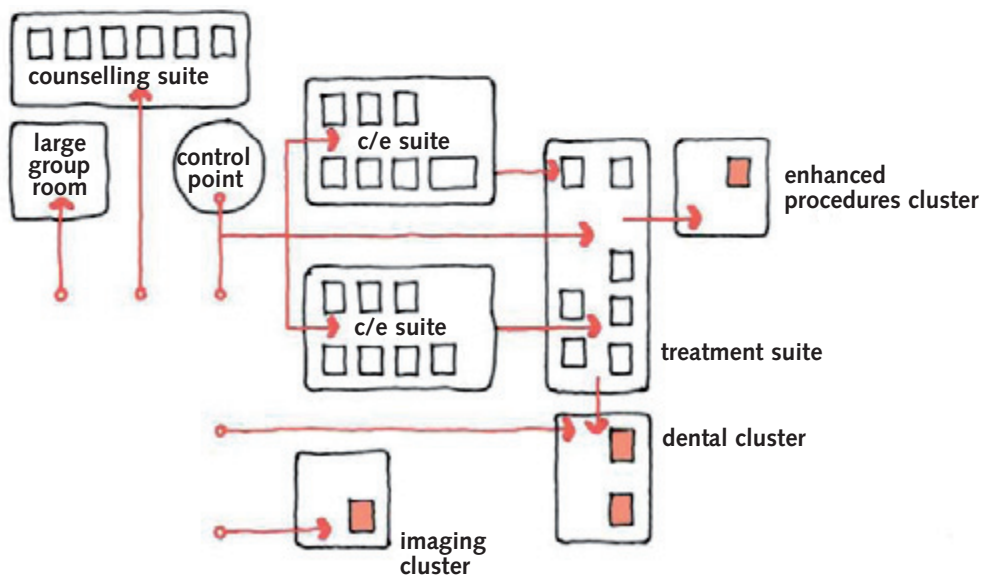 counselling suite
large
group
room
control
point
c/e suite
enhanced
procedures cluster
c/e suite
treatment suite
dental cluster
imaging
cluster